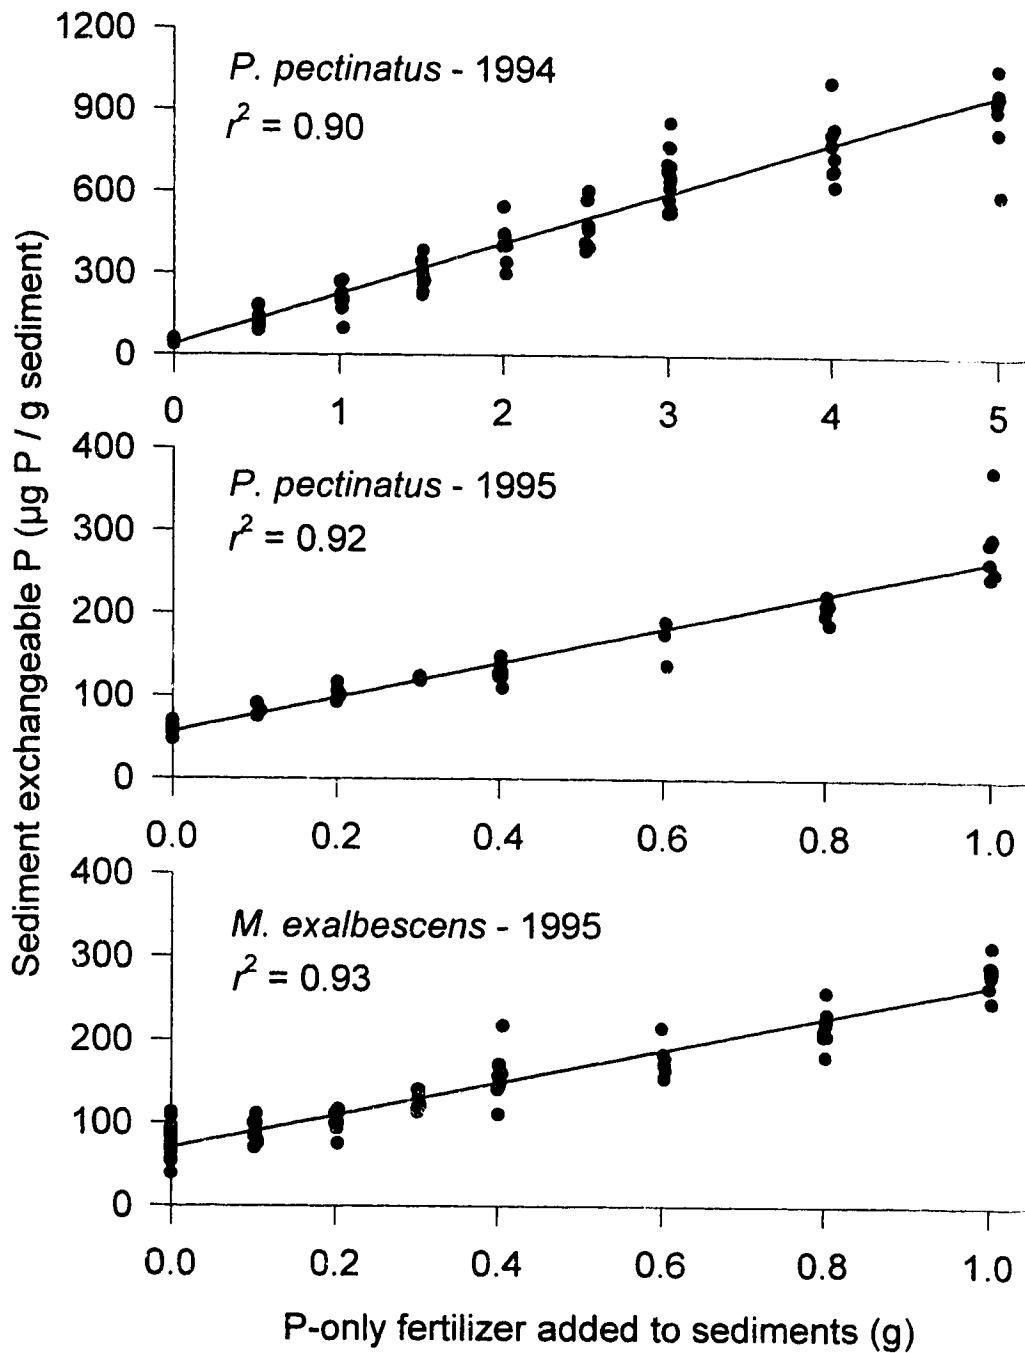 Sediment exchangeable P (µg P / g sediment)
1200
900
600
300
0
P. pectinatus - 1994
r² = 0.90
0 1 2 3 4 5
400
300
200
100
0
P. pectinatus - 1995
r² = 0.92
0.0 0.2 0.4 0.6 0.8 1.0
400
300
200
100
0
M. exalbescens - 1995
r² = 0.93
0.0 0.2 0.4 0.6 0.8 1.0
P-only fertilizer added to sediments (g)